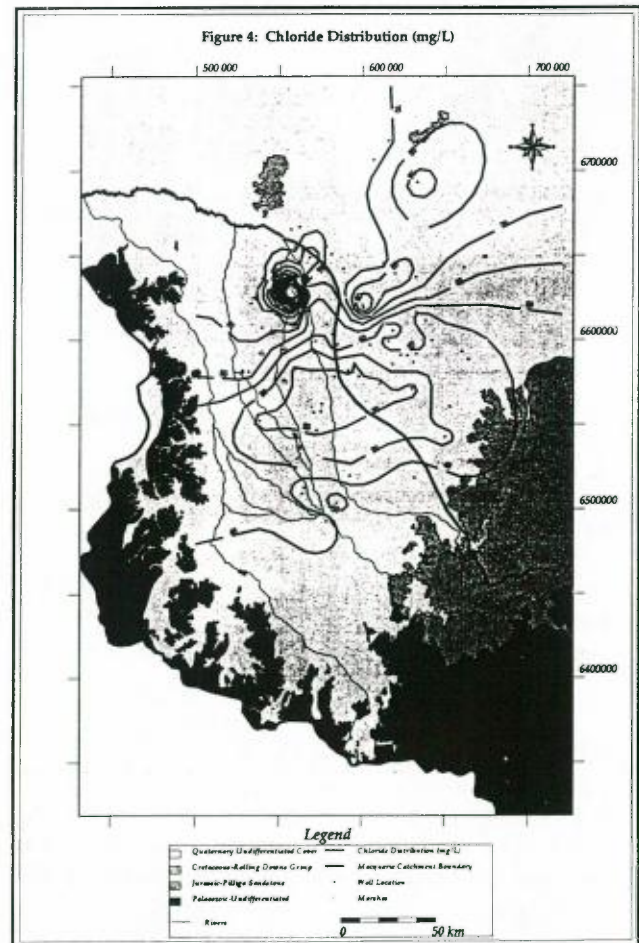 Figure 4: Chloride Distribution (mg/L)
500 000 600 000 700 000
6700000
6600000
6500000
6400000
Legend
Quaternary Undifferentiated Cover Chloride Distribution (mg/L)
Cretaceous-Rolling Downs Group Macquarie Catchment Boundary
Jurassic-Pilliga Sandstone Well Location
Palaeozoic-Undifferentiated Marshes
Rivers
0 50 km